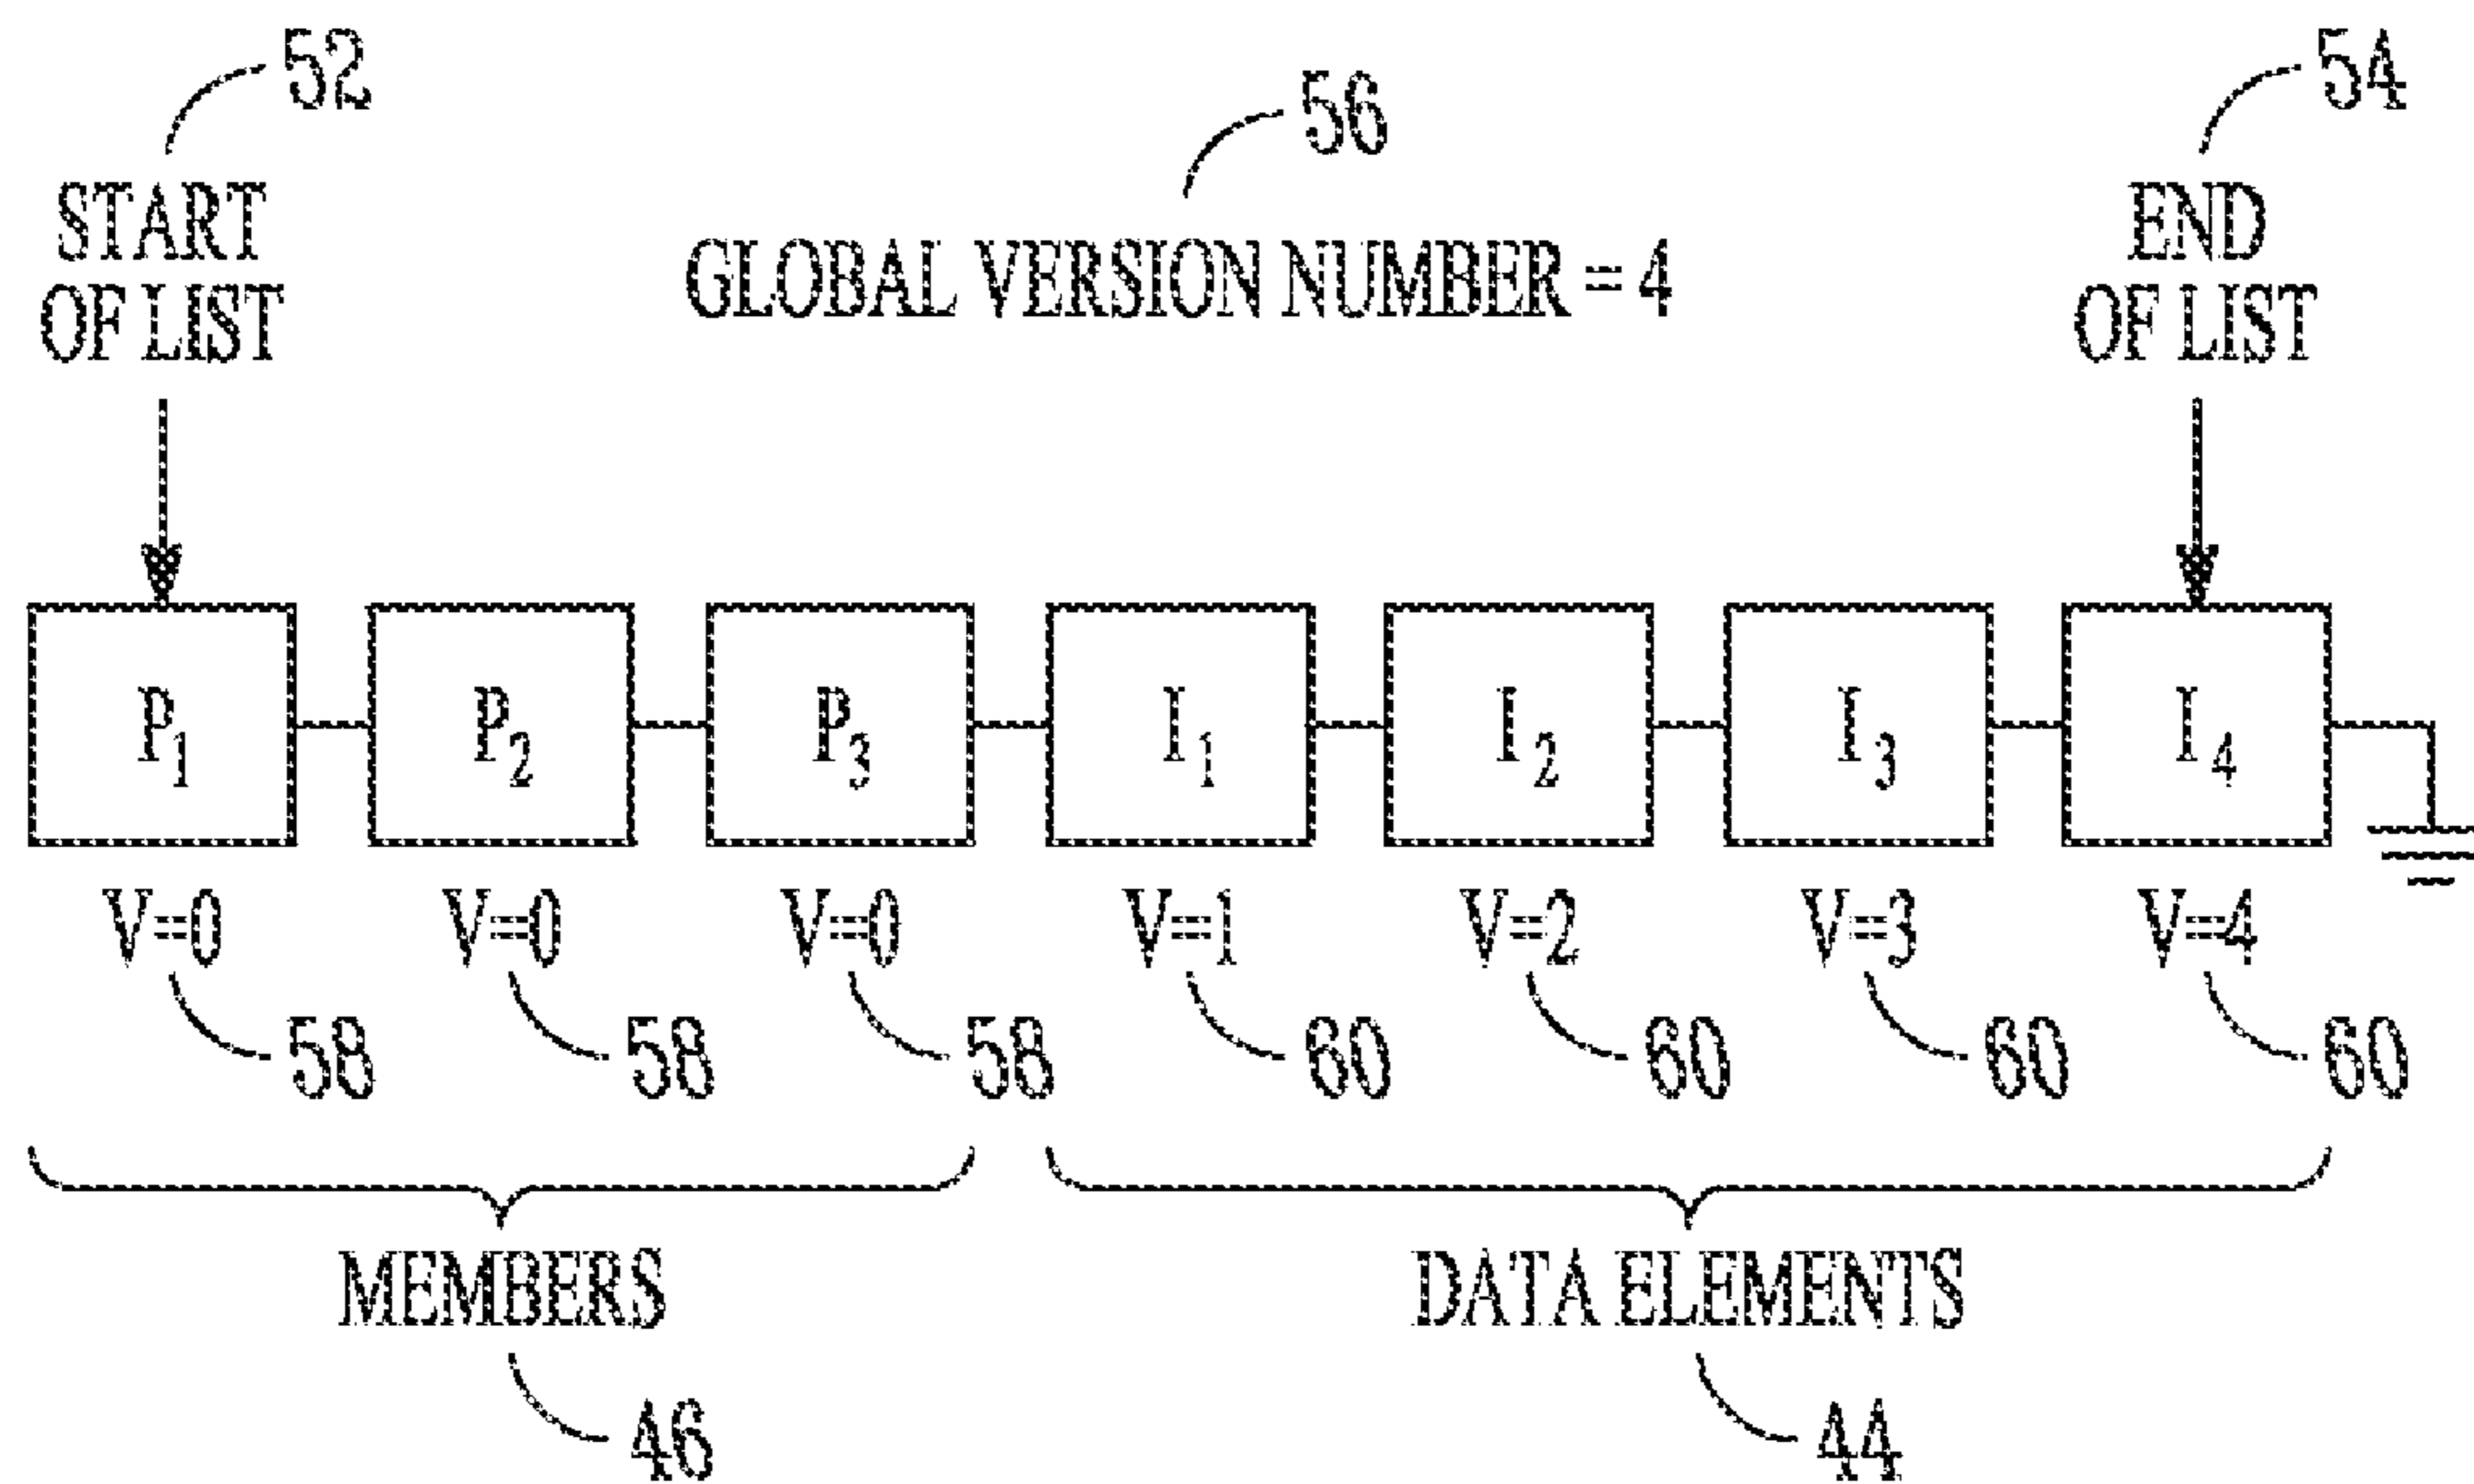 52
56
54
START
OF LIST
GLOBAL VERSION NUMBER = 4
END
OF LIST
P1 P2 P3 I1 I2 I3 I4
V=0 V=0 V=0 V=1 V=2 V=3 V=4
58 58 58 60 60 60 60
MEMBERS
DATA ELEMENTS
46
44